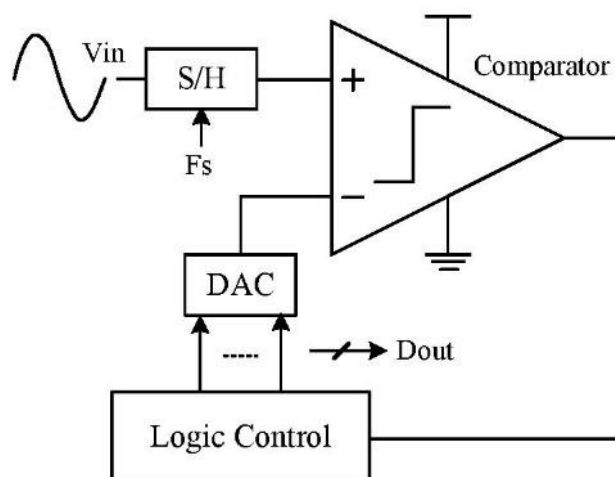 Vin
S/H
Comparator
+
Fs
−
DAC
Dout
Logic Control